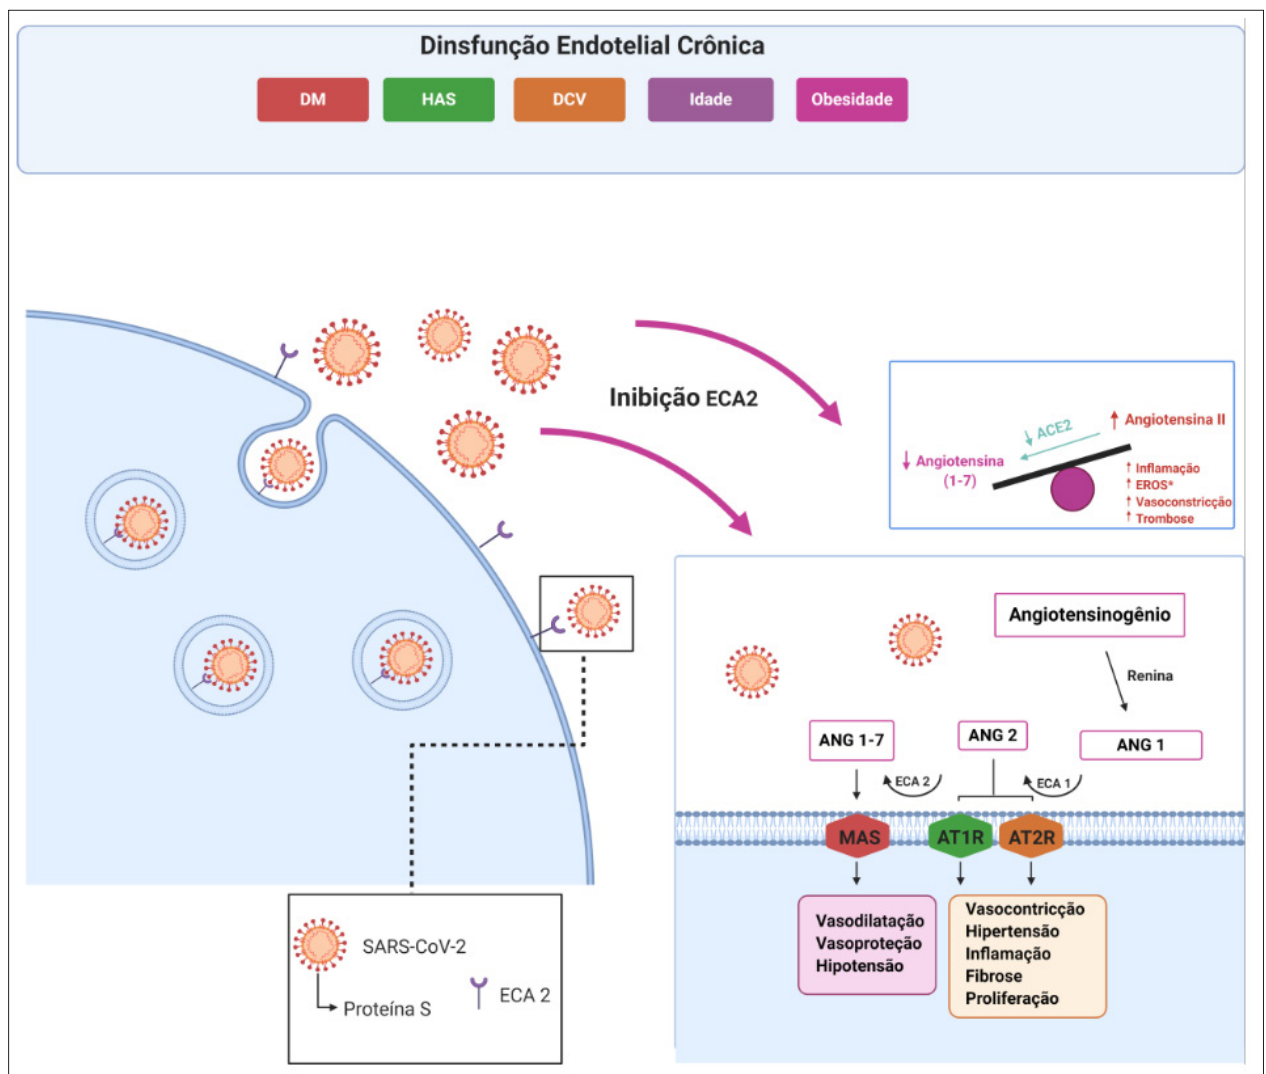 Dinsfunção Endotelial Crônica
DM
HAS
DCV
Idade
Obesidade
Inibição ECA2
↑ Angiotensina II
↓ ACE2
↓ Angiotensina
(1-7)
↑ Inflamação
↑ EROS*
↑ Vasoconstricção
↑ Trombose
Angiotensinogênio
Renina
ANG 1-7
ANG 2
ANG 1
ECA 2
ECA 1
MAS
AT1R
AT2R
Vasodilatação
Vasoproteção
Hipotensão
Vasocontricção
Hipertensão
Inflamação
Fibrose
Proliferação
SARS-CoV-2
Proteína S
ECA 2